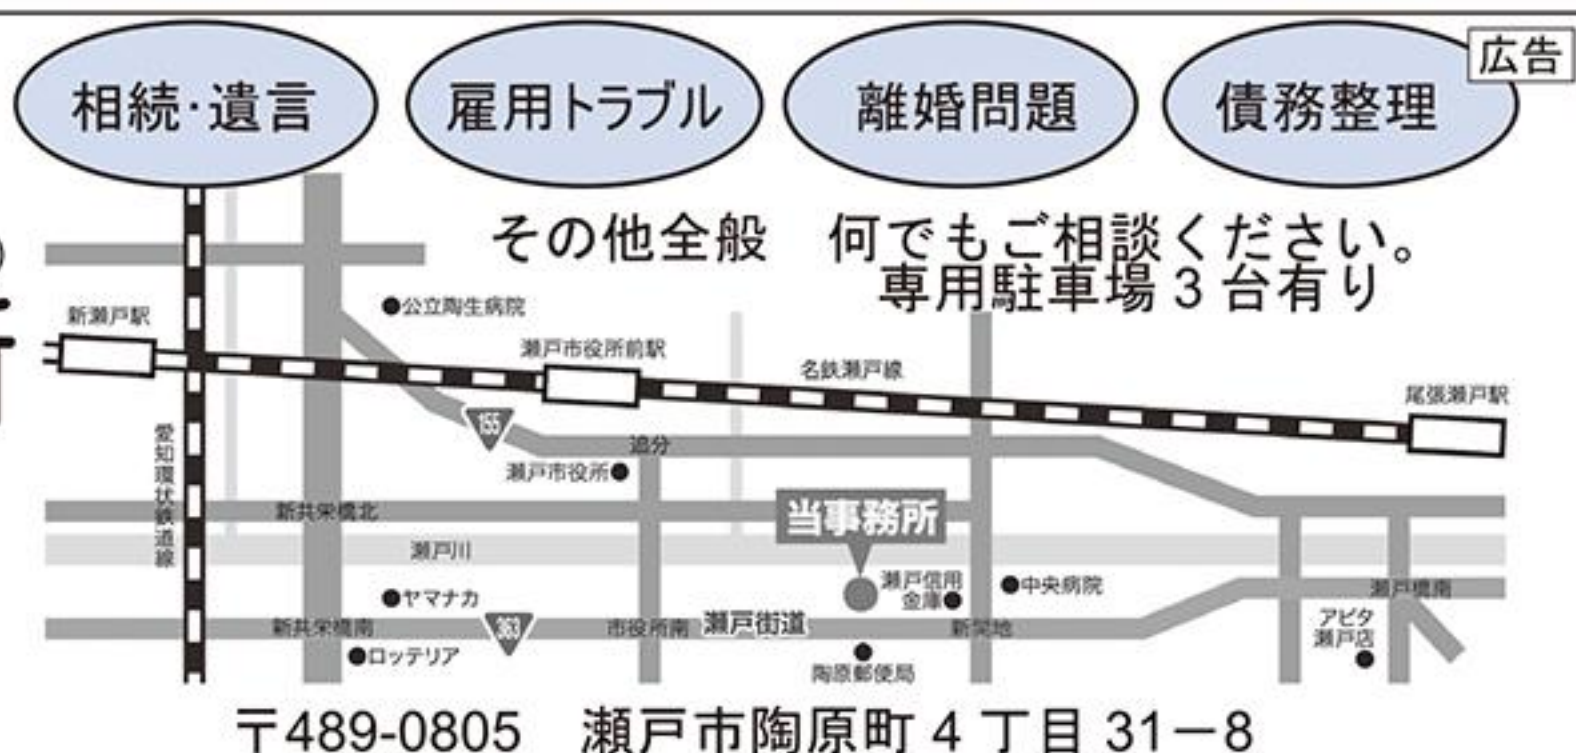 広告
相続・遺言
雇用トラブル
離婚問題
債務整理
その他全般　何でもご相談ください。
専用駐車場３台有り
新瀬戸駅
公立陶生病院
瀬戸市役所前駅
名鉄瀬戸線
尾張瀬戸駅
155
追分
愛知環状鉄道線
瀬戸市役所
新共栄橋北
当事務所
瀬戸川
瀬戸信用
金庫
中央病院
ヤマナカ
瀬戸橋南
新共栄橋南
363
市役所南
瀬戸街道
アピタ
瀬戸店
ロッテリア
陶原郵便局
〒489-0805　瀬戸市陶原町４丁目31－8